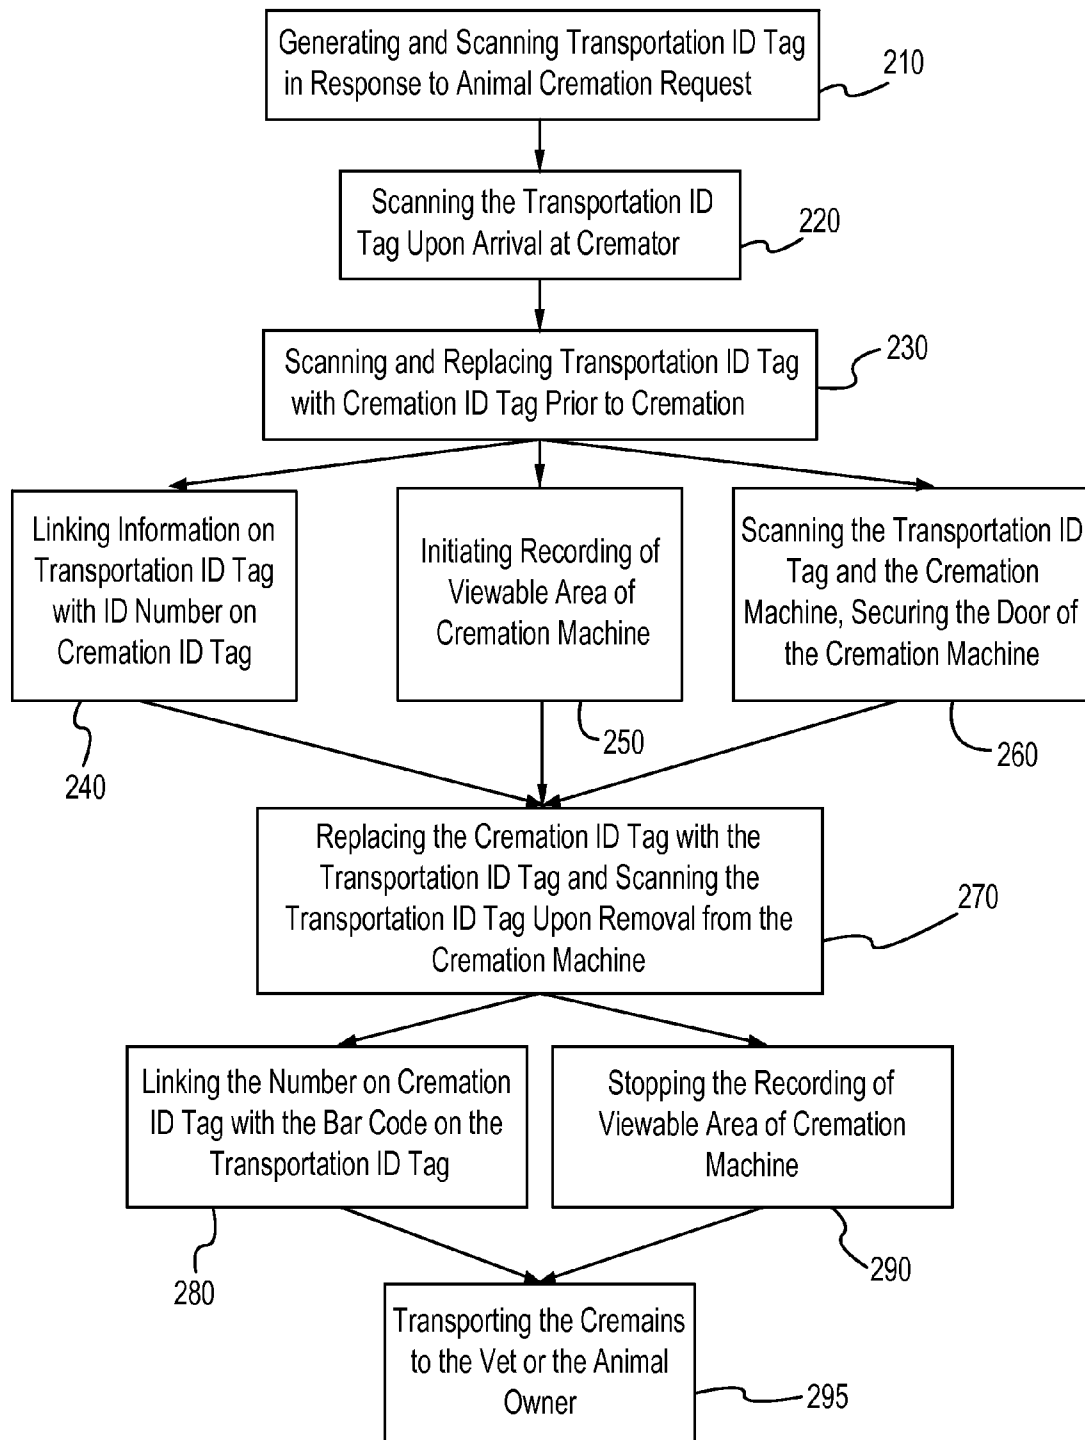 Generating and Scanning Transportation ID Tag
in Response to Animal Cremation Request
210
Scanning the Transportation ID
Tag Upon Arrival at Cremator
220
Scanning and Replacing Transportation ID Tag
with Cremation ID Tag Prior to Cremation
230
Linking Information on
Transportation ID Tag
with ID Number on
Cremation ID Tag
240
Initiating Recording of
Viewable Area of
Cremation Machine
250
Scanning the Transportation ID
Tag and the Cremation
Machine, Securing the Door of
the Cremation Machine
260
Replacing the Cremation ID Tag with the
Transportation ID Tag and Scanning the
Transportation ID Tag Upon Removal from the
Cremation Machine
270
Linking the Number on Cremation
ID Tag with the Bar Code on the
Transportation ID Tag
280
Stopping the Recording of
Viewable Area of Cremation
Machine
290
Transporting the Cremains
to the Vet or the Animal
Owner
295